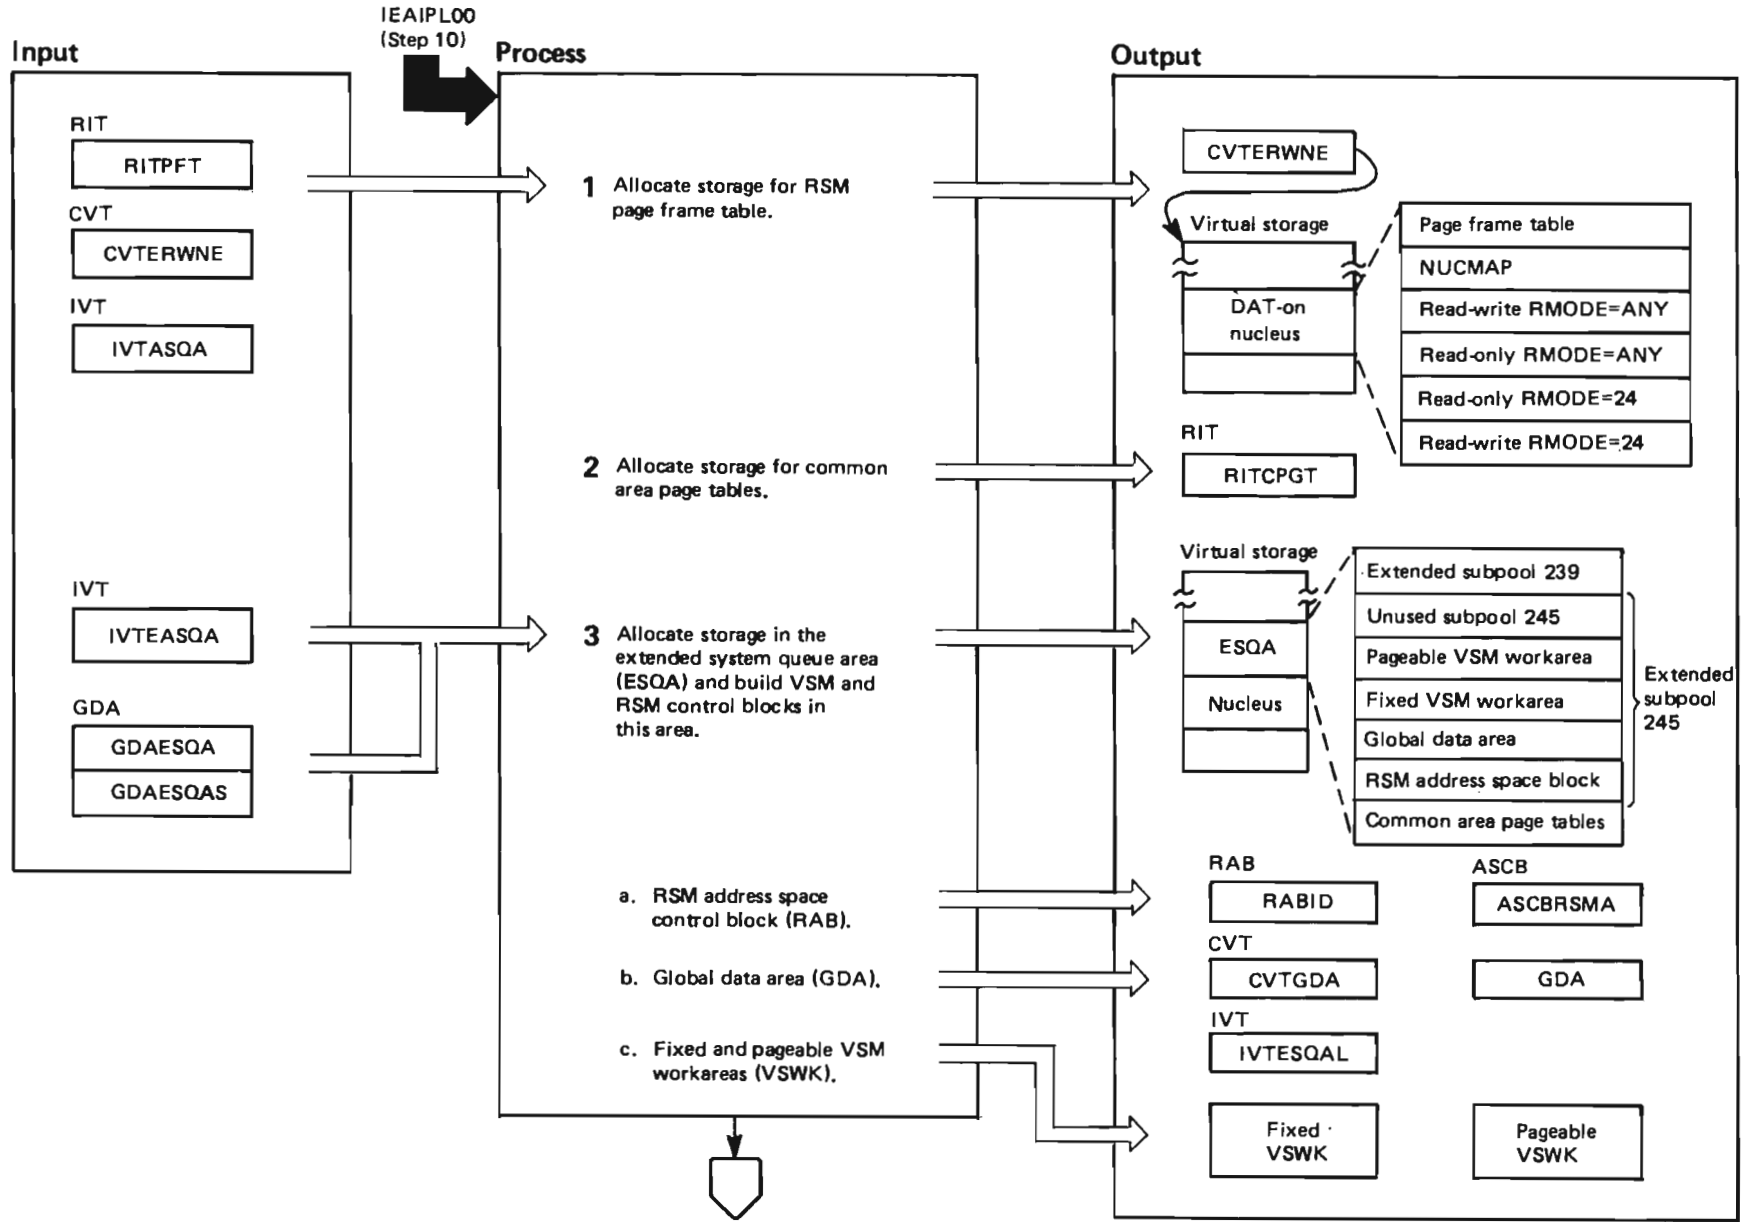 IEAIPL00
(Step 10)
Input
Process
Output
RIT
RITPFT
CVT
CVTERWNE
IVT
IVTASQA
IVT
IVTEASQA
GDA
GDAESQA
GDAESQAS
1 Allocate storage for RSM
page frame table.
2 Allocate storage for common
area page tables.
3 Allocate storage in the
extended system queue area
(ESQA) and build VSM and
RSM control blocks in
this area.
a. RSM address space
control block (RAB).
b. Global data area (GDA).
c. Fixed and pageable VSM
workareas (VSWK).
CVTERWNE
Virtual storage
DAT-on
nucleus
Page frame table
NUCMAP
Read-write RMODE=ANY
Read-only RMODE=ANY
Read-only RMODE=24
Read-write RMODE=24
RIT
RITCPGT
Virtual storage
ESQA
Nucleus
Extended subpool 239
Unused subpool 245
Pageable VSM workarea
Fixed VSM workarea
Global data area
RSM address space block
Common area page tables
Extended
subpool
245
RAB
RABID
ASCB
ASCBRSMA
CVT
CVTGDA
GDA
IVT
IVTESQAL
Fixed
VSWK
Pageable
VSWK